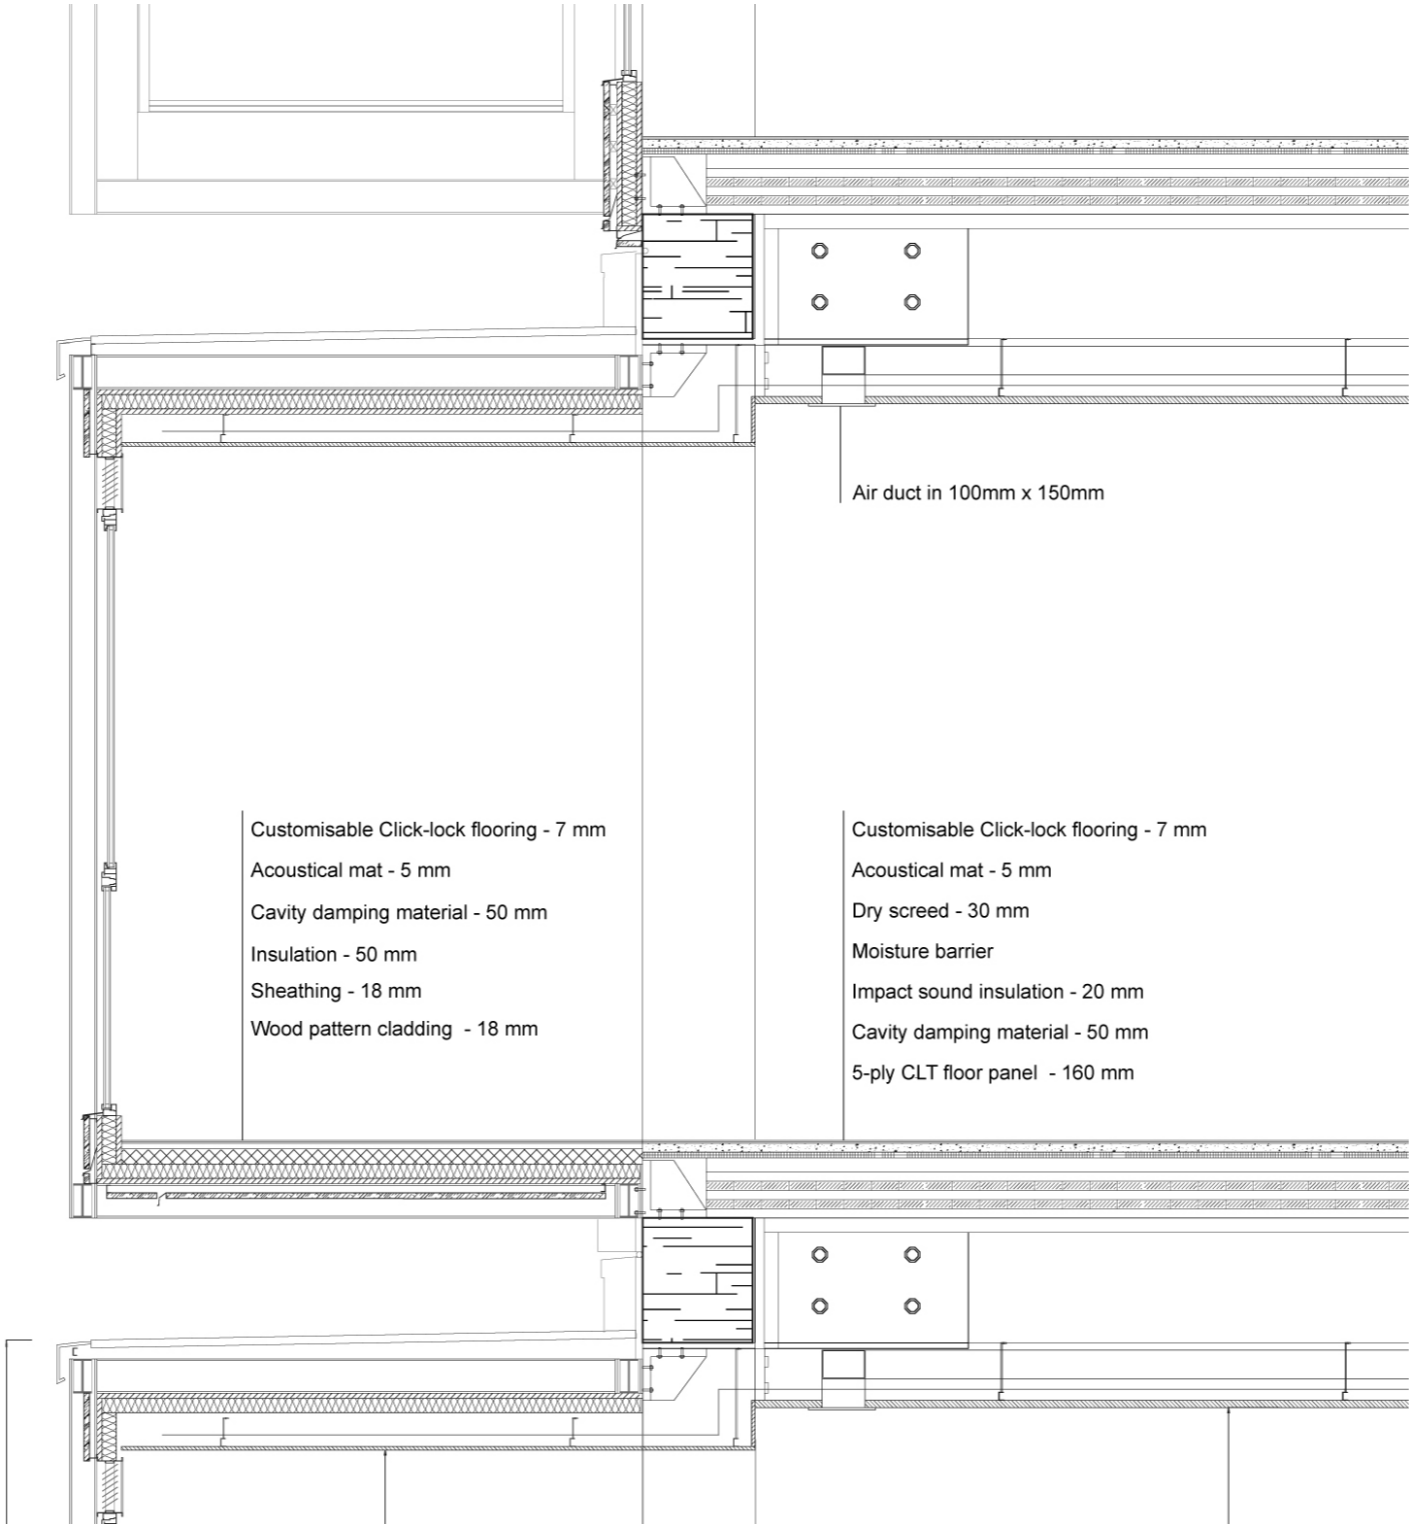 Air duct in 100mm x 150mm
Customisable Click-lock flooring - 7 mm
Acoustical mat - 5 mm
Cavity damping material - 50 mm
Insulation - 50 mm
Sheathing - 18 mm
Wood pattern cladding - 18 mm
Customisable Click-lock flooring - 7 mm
Acoustical mat - 5 mm
Dry screed - 30 mm
Moisture barrier
Impact sound insulation - 20 mm
Cavity damping material - 50 mm
5-ply CLT floor panel - 160 mm